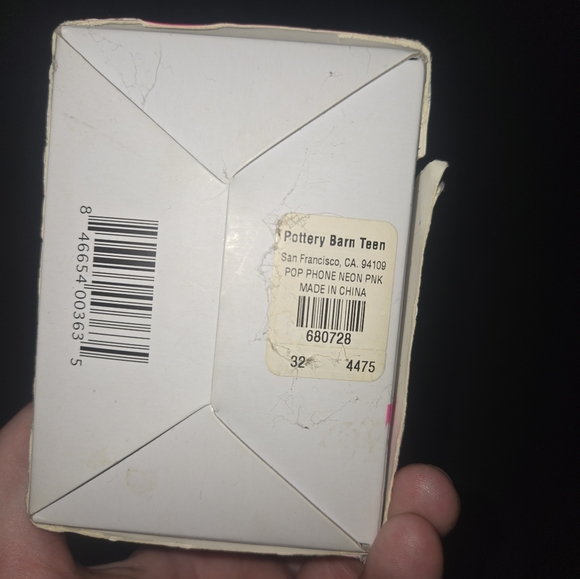 8 46654 00363 5
Pottery Barn Teen
San Francisco, CA. 94109
POP PHONE NEON PNK
MADE IN CHINA
680728
32 4475